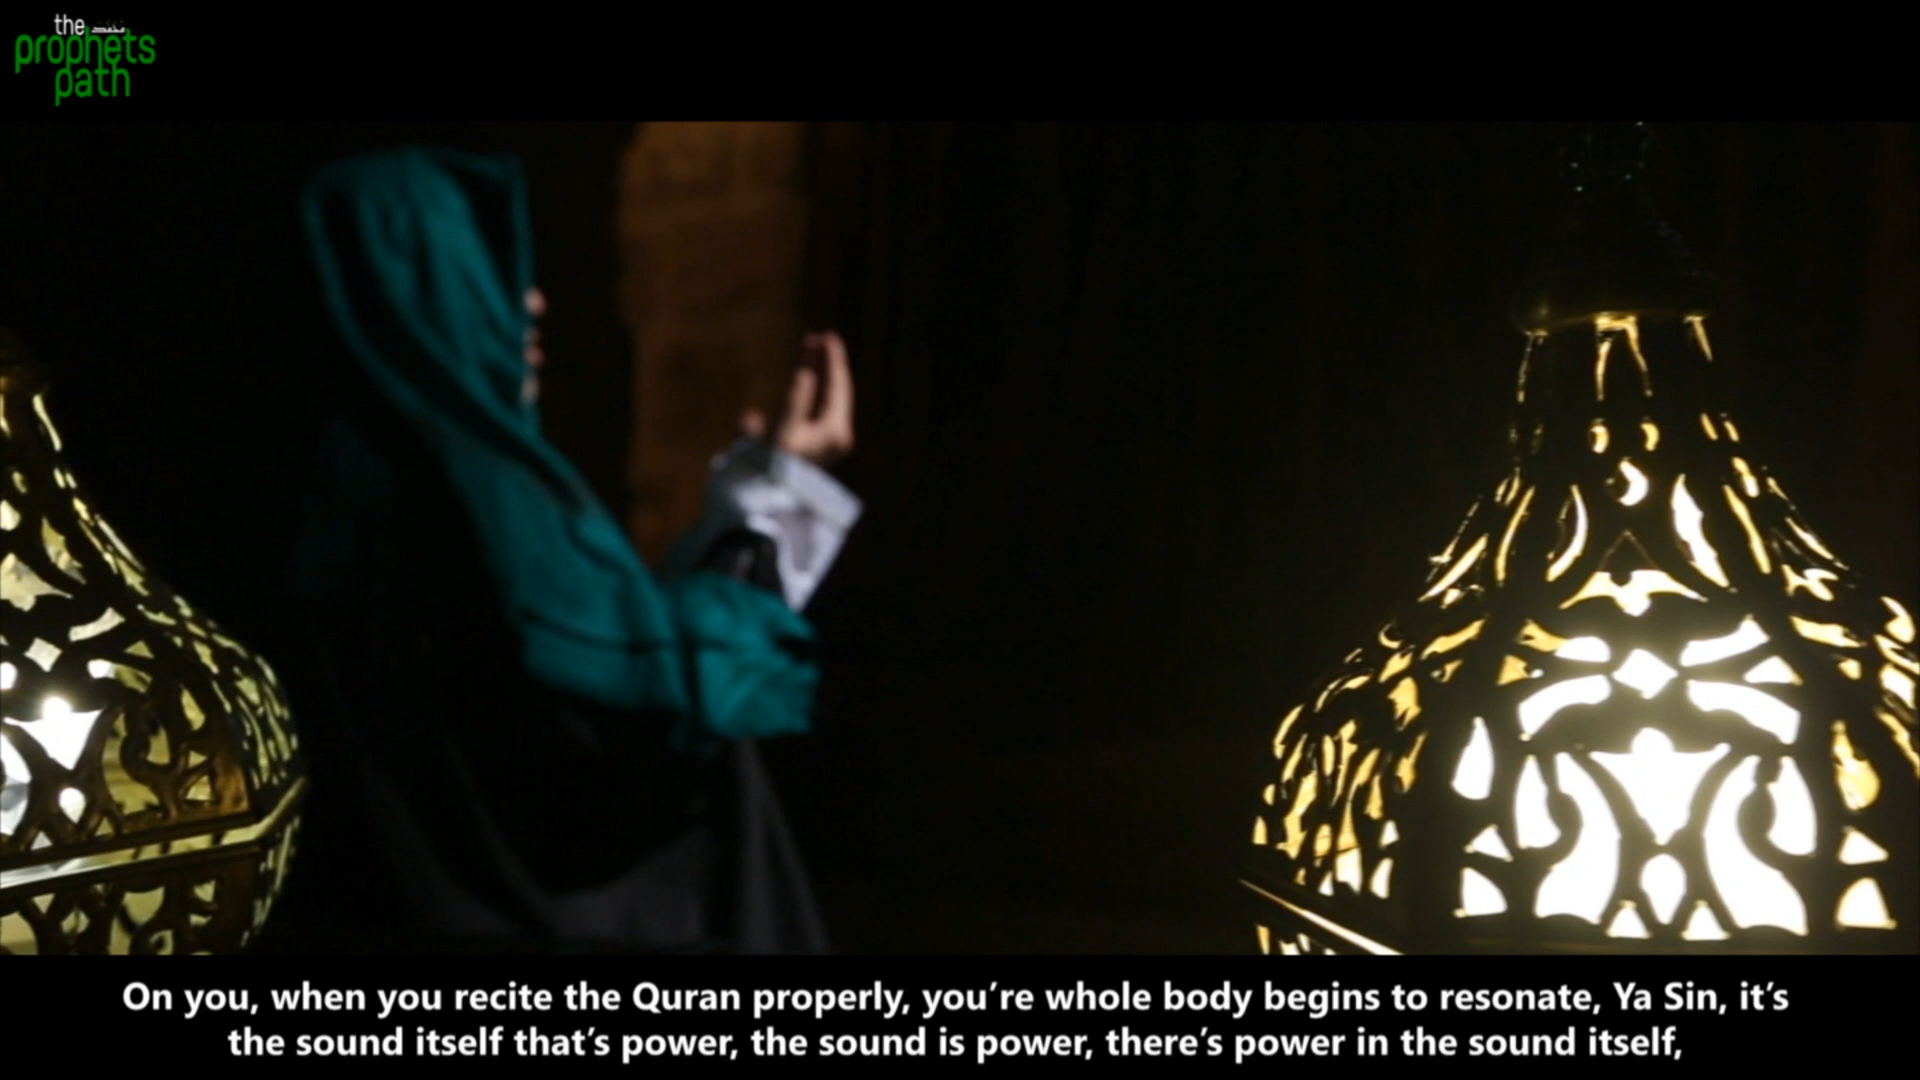 the محمد
prophets
path
On you, when you recite the Quran properly, you’re whole body begins to resonate, Ya Sin, it’s
the sound itself that’s power, the sound is power, there’s power in the sound itself,